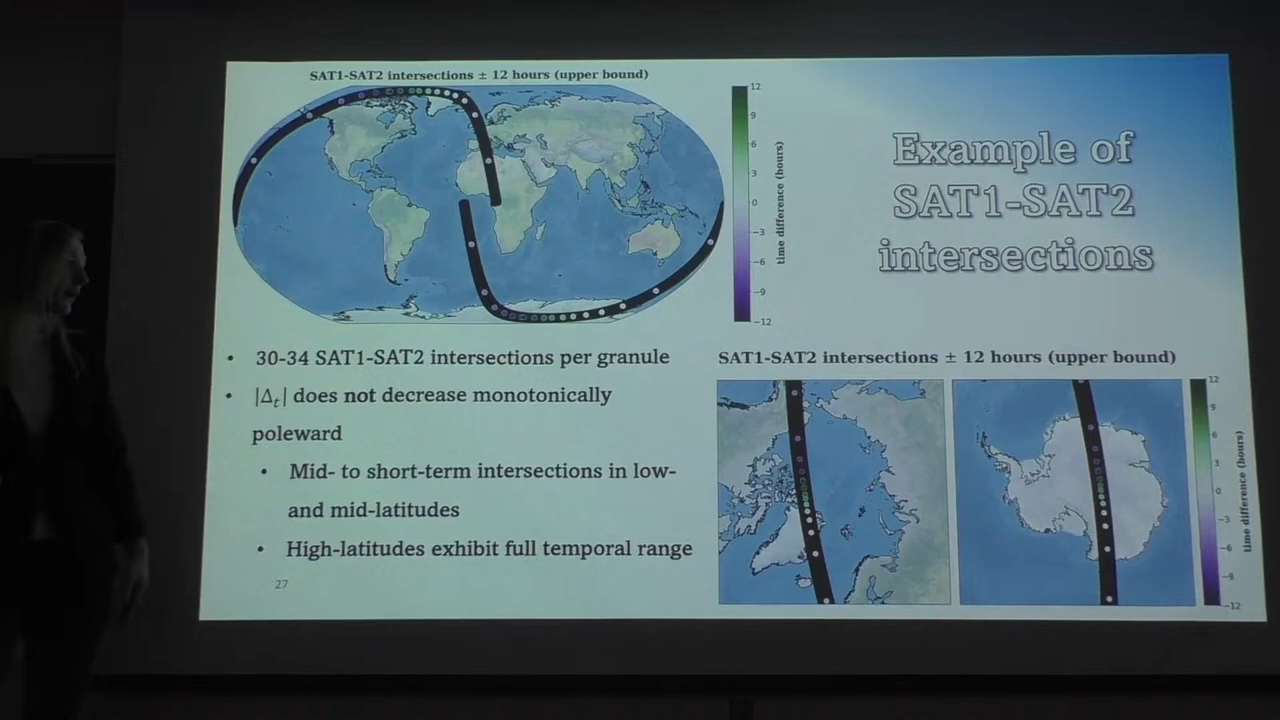 SAT1-SAT2 intersections ± 12 hours (upper bound)
12
9
6
3
0
−3
−6
−9
−12
time difference (hours)
Example of
SAT1-SAT2
intersections
• 30-34 SAT1-SAT2 intersections per granule
• |Δₜ| does not decrease monotonically
poleward
• Mid- to short-term intersections in low-
and mid-latitudes
• High-latitudes exhibit full temporal range
27
SAT1-SAT2 intersections ± 12 hours (upper bound)
12
9
6
3
0
−3
−6
−9
−12
time difference (hours)